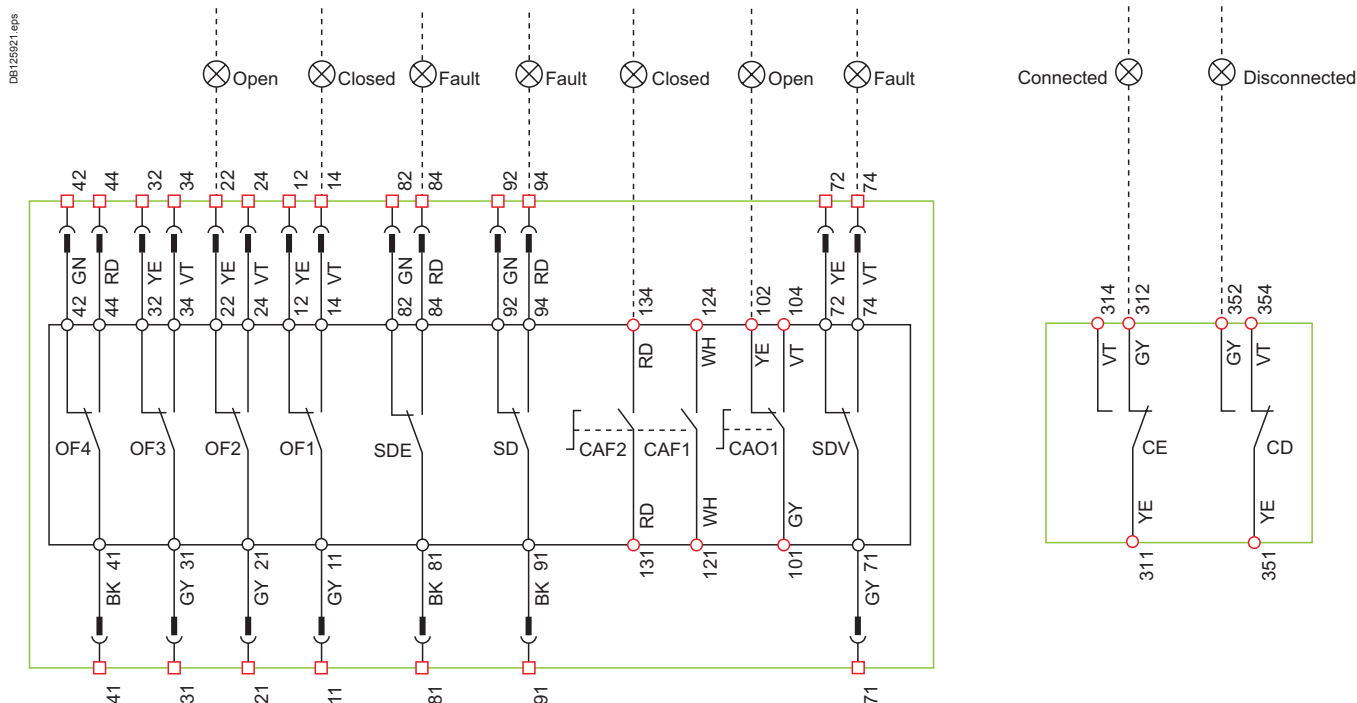 DB125921.eps
Open
Closed
Fault
Fault
Closed
Open
Fault
Connected
Disconnected
42 44 32 34 22 24 12 14 82 84 92 94 72 74
GN RD YE VT YE VT YE VT GN RD GN RD YE VT
42 44 32 34 22 24 12 14 82 84 92 94 134 124 102 104 72 74
314 312 352 354
RD WH YE VT
VT GY GY VT
OF4 OF3 OF2 OF1 SDE SD CAF2 CAF1 CAO1 SDV
CE CD
RD WH GY
YE YE
41 31 21 11 81 91 131 121 101 71
311 351
BK GY GY GY BK BK GY
41 31 21 11 81 91 71